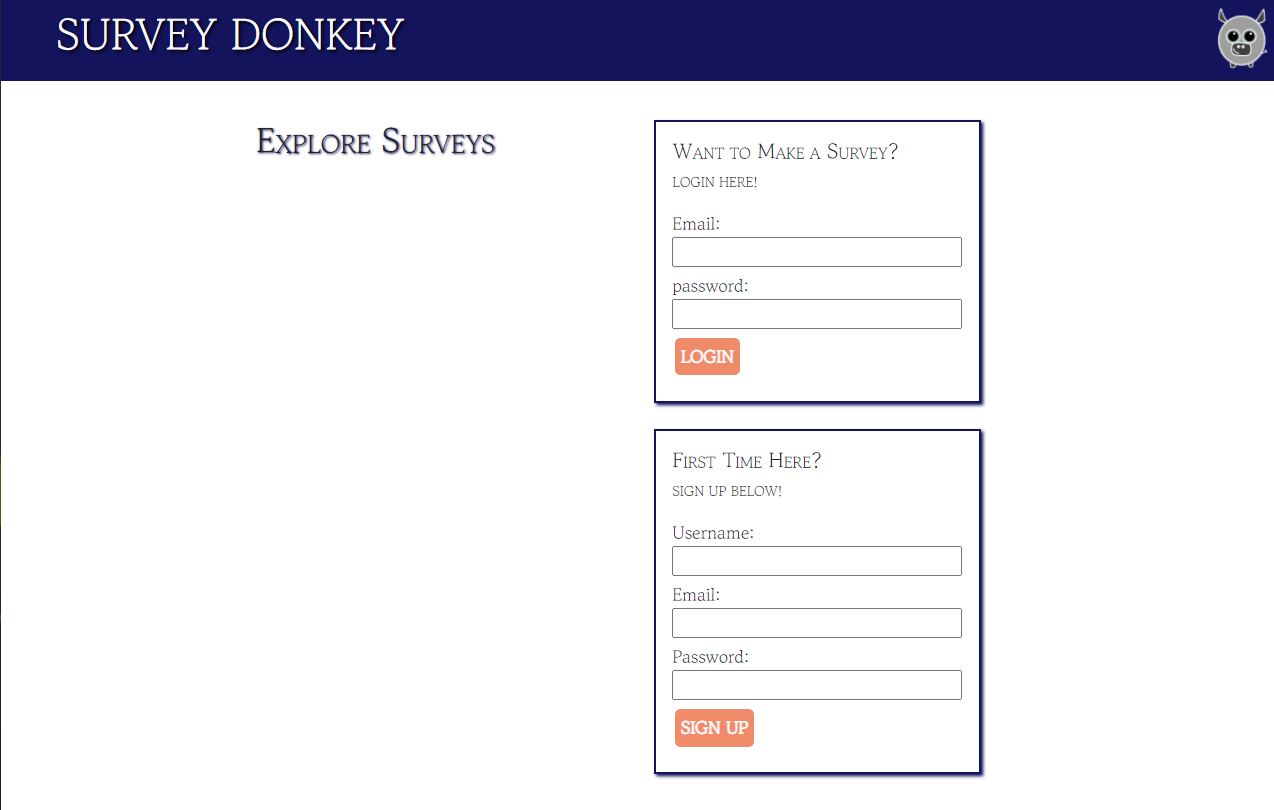 SURVEY DONKEY
Explore Surveys
Want to Make a Survey?
LOGIN HERE!
Email:
password:
LOGIN
First Time Here?
SIGN UP BELOW!
Username:
Email:
Password:
SIGN UP